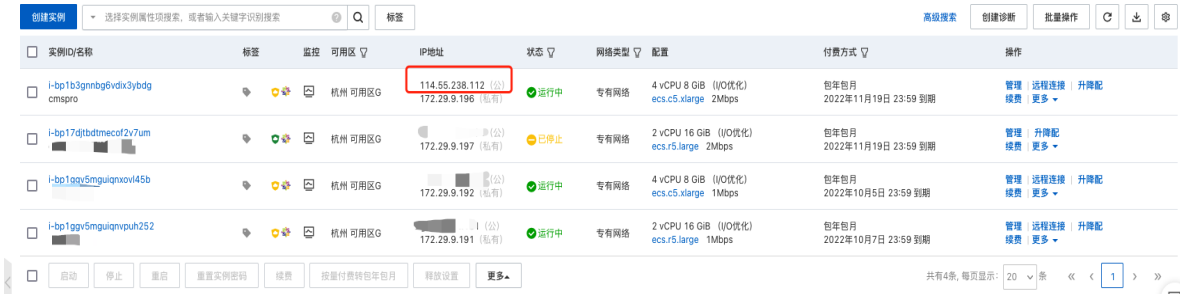 创建实例 选择实例属性项搜索，或者输入关键字识别搜索 标签 高级搜索 创建诊断 批量操作
实例ID/名称 标签 监控 可用区 IP地址 状态 网络类型 配置 付费方式 操作
i-bp1b3gnnbg6vdix3ybdg
cmspro
杭州 可用区G
114.55.238.112 (公)
172.29.9.196 (私有)
运行中
专有网络
4 vCPU 8 GiB (I/O优化)
ecs.c5.xlarge 2Mbps
包年包月
2022年11月19日 23:59 到期
管理 远程连接 升降配
续费 更多
i-bp17djtbdtmecof2v7um
杭州 可用区G
(公)
172.29.9.197 (私有)
已停止
专有网络
2 vCPU 16 GiB (I/O优化)
ecs.r5.large 2Mbps
包年包月
2022年11月19日 23:59 到期
管理 升降配
续费 更多
i-bp1ggv5mguiqnxovl45b
杭州 可用区G
(公)
172.29.9.192 (私有)
运行中
专有网络
4 vCPU 8 GiB (I/O优化)
ecs.c5.xlarge 1Mbps
包年包月
2022年10月5日 23:59 到期
管理 远程连接 升降配
续费 更多
i-bp1ggv5mguiqnvpuh252
杭州 可用区G
(公)
172.29.9.191 (私有)
运行中
专有网络
2 vCPU 16 GiB (I/O优化)
ecs.r5.large 1Mbps
包年包月
2022年10月7日 23:59 到期
管理 远程连接 升降配
续费 更多
启动 停止 重启 重置实例密码 续费 按量付费转包年包月 释放设置 更多 共有4条, 每页显示: 20 条 « ‹ 1 › »